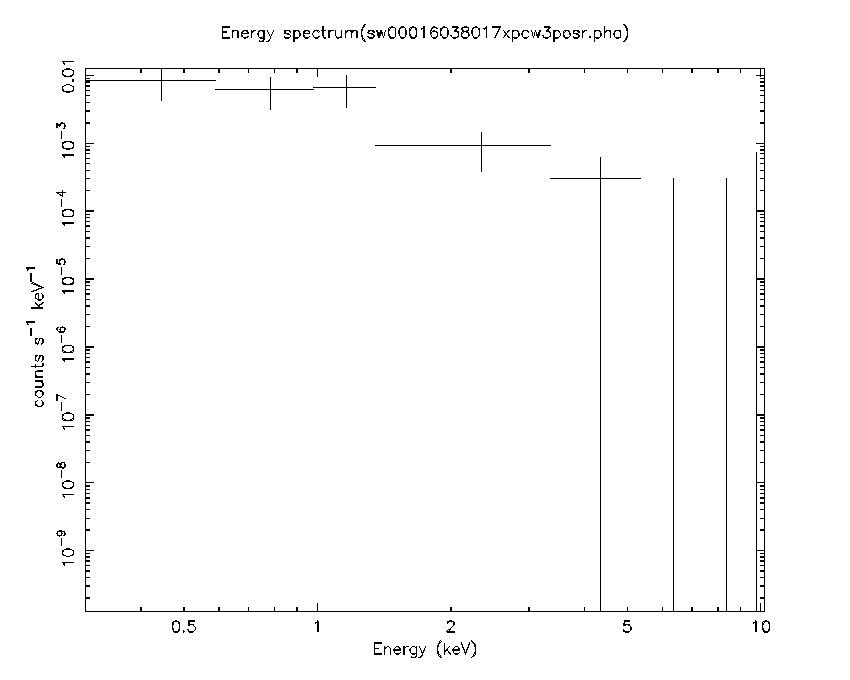 Energy spectrum(sw00016038017xpcw3posr.pha)
0.01
10⁻³
10⁻⁴
10⁻⁵
10⁻⁶
10⁻⁷
10⁻⁸
10⁻⁹
counts s⁻¹ keV⁻¹
0.5 1 2 5 10
Energy (keV)